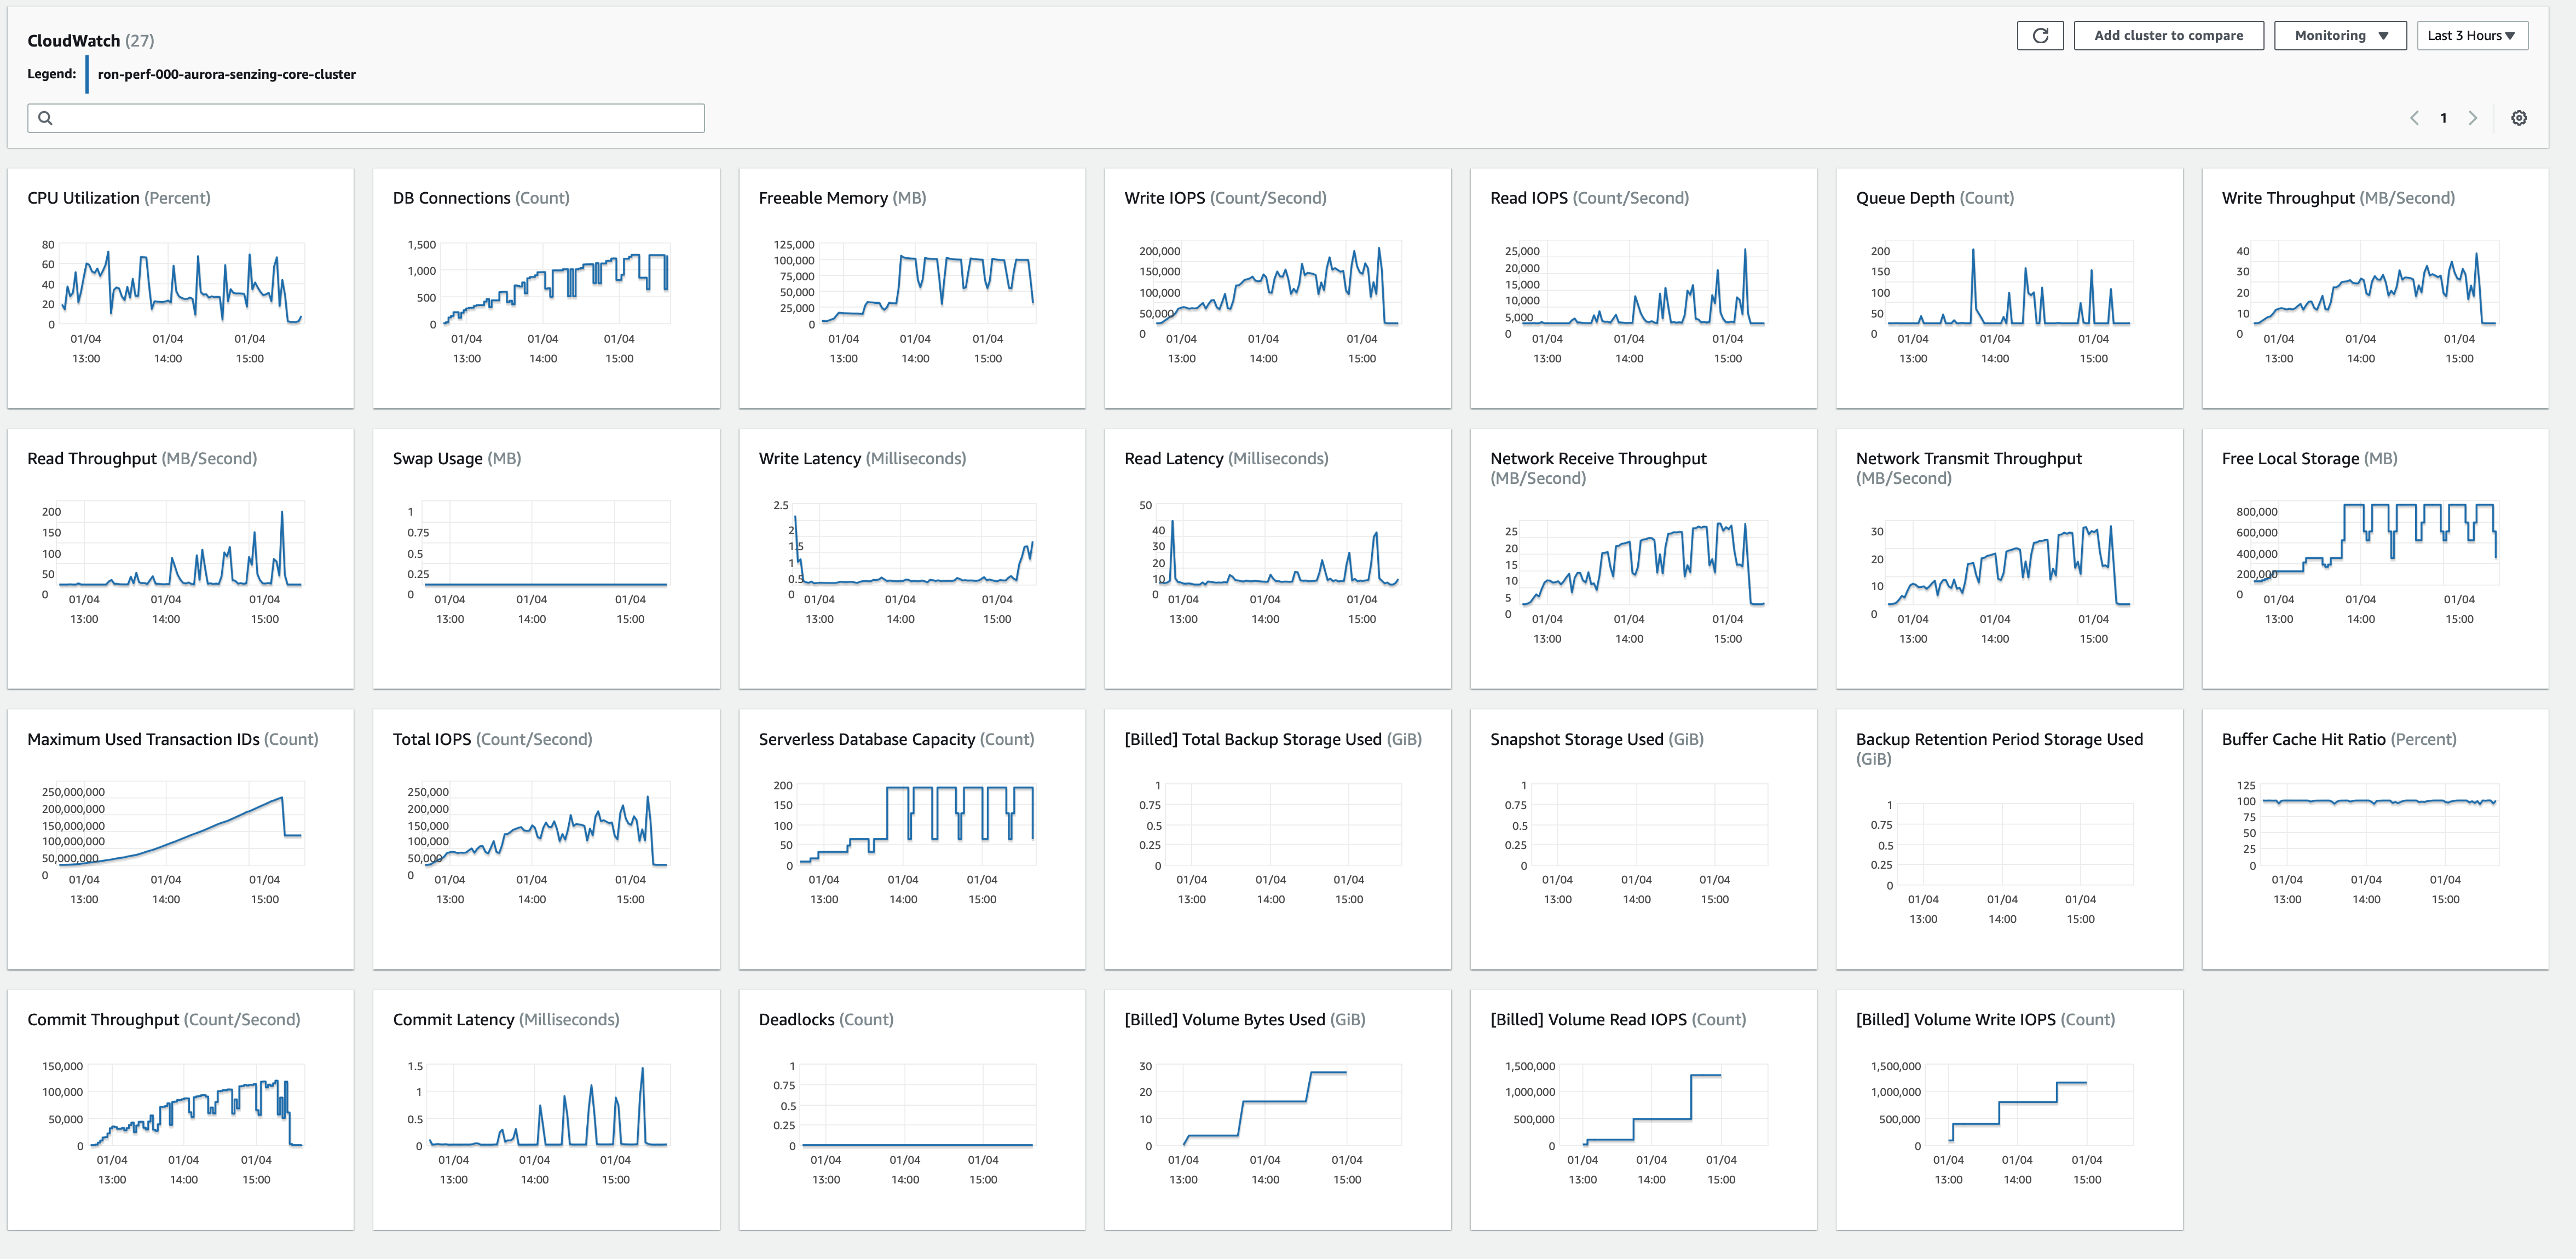 CloudWatch (27)
Add cluster to compare
Monitoring
Last 3 Hours
Legend: ron-perf-000-aurora-senzing-core-cluster
1
CPU Utilization (Percent)
80
60
40
20
0
01/04 01/04 01/04
13:00 14:00 15:00
DB Connections (Count)
1,500
1,000
500
0
01/04 01/04 01/04
13:00 14:00 15:00
Freeable Memory (MB)
125,000
100,000
75,000
50,000
25,000
0
01/04 01/04 01/04
13:00 14:00 15:00
Write IOPS (Count/Second)
200,000
150,000
100,000
50,000
0
01/04 01/04 01/04
13:00 14:00 15:00
Read IOPS (Count/Second)
25,000
20,000
15,000
10,000
5,000
0
01/04 01/04 01/04
13:00 14:00 15:00
Queue Depth (Count)
200
150
100
50
0
01/04 01/04 01/04
13:00 14:00 15:00
Write Throughput (MB/Second)
40
30
20
10
0
01/04 01/04 01/04
13:00 14:00 15:00
Read Throughput (MB/Second)
200
150
100
50
0
01/04 01/04 01/04
13:00 14:00 15:00
Swap Usage (MB)
1
0.75
0.5
0.25
0
01/04 01/04 01/04
13:00 14:00 15:00
Write Latency (Milliseconds)
2.5
2
1.5
1
0.5
0
01/04 01/04 01/04
13:00 14:00 15:00
Read Latency (Milliseconds)
50
40
30
20
10
0
01/04 01/04 01/04
13:00 14:00 15:00
Network Receive Throughput
(MB/Second)
25
20
15
10
5
0
01/04 01/04 01/04
13:00 14:00 15:00
Network Transmit Throughput
(MB/Second)
30
20
10
0
01/04 01/04 01/04
13:00 14:00 15:00
Free Local Storage (MB)
800,000
600,000
400,000
200,000
0
01/04 01/04 01/04
13:00 14:00 15:00
Maximum Used Transaction IDs (Count)
250,000,000
200,000,000
150,000,000
100,000,000
50,000,000
0
01/04 01/04 01/04
13:00 14:00 15:00
Total IOPS (Count/Second)
250,000
200,000
150,000
100,000
50,000
0
01/04 01/04 01/04
13:00 14:00 15:00
Serverless Database Capacity (Count)
200
150
100
50
0
01/04 01/04 01/04
13:00 14:00 15:00
[Billed] Total Backup Storage Used (GiB)
1
0.75
0.5
0.25
0
01/04 01/04 01/04
13:00 14:00 15:00
Snapshot Storage Used (GiB)
1
0.75
0.5
0.25
0
01/04 01/04 01/04
13:00 14:00 15:00
Backup Retention Period Storage Used
(GiB)
1
0.75
0.5
0.25
0
01/04 01/04 01/04
13:00 14:00 15:00
Buffer Cache Hit Ratio (Percent)
125
100
75
50
25
0
01/04 01/04 01/04
13:00 14:00 15:00
Commit Throughput (Count/Second)
150,000
100,000
50,000
0
01/04 01/04 01/04
13:00 14:00 15:00
Commit Latency (Milliseconds)
1.5
1
0.5
0
01/04 01/04 01/04
13:00 14:00 15:00
Deadlocks (Count)
1
0.75
0.5
0.25
0
01/04 01/04 01/04
13:00 14:00 15:00
[Billed] Volume Bytes Used (GiB)
30
20
10
0
01/04 01/04 01/04
13:00 14:00 15:00
[Billed] Volume Read IOPS (Count)
1,500,000
1,000,000
500,000
0
01/04 01/04 01/04
13:00 14:00 15:00
[Billed] Volume Write IOPS (Count)
1,500,000
1,000,000
500,000
0
01/04 01/04 01/04
13:00 14:00 15:00